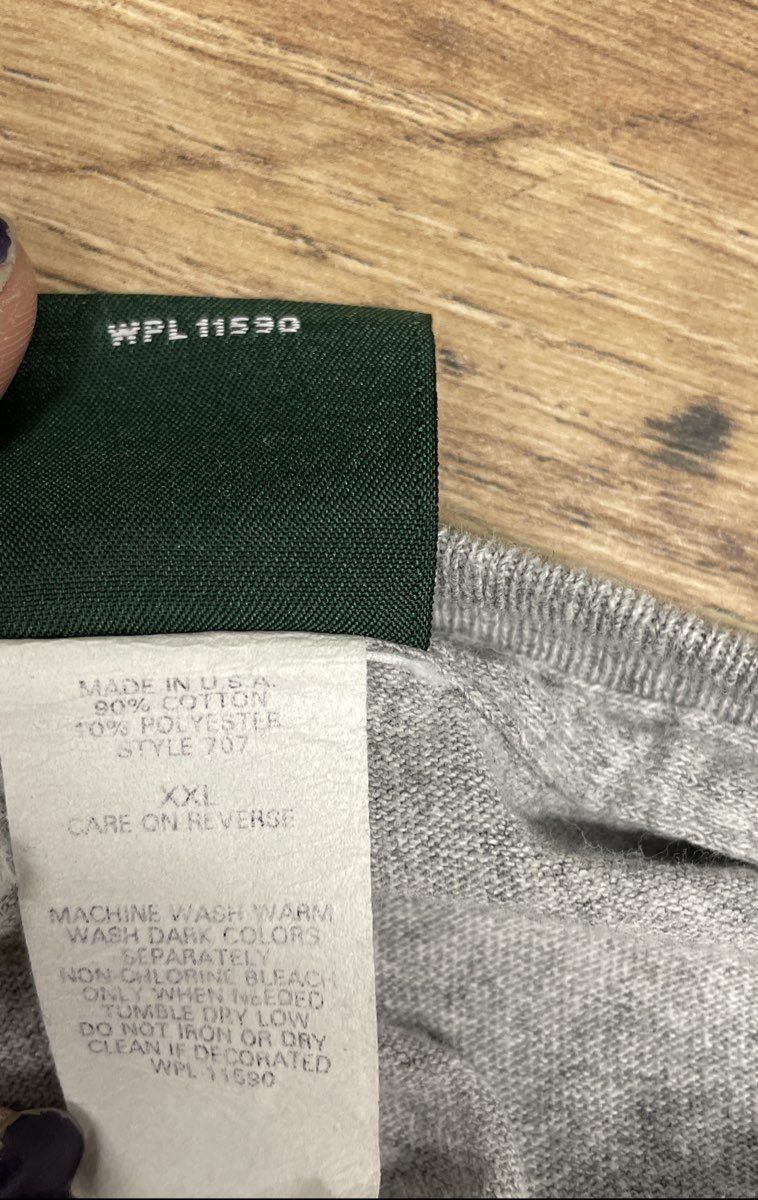 WPL 11590
MADE IN U.S.A.
90% COTTON
10% POLYESTER
STYLE 707
XXL
CARE ON REVERSE
MACHINE WASH WARM
WASH DARK COLORS
SEPARATELY
NON-CHLORINE BLEACH
ONLY WHEN NEEDED
TUMBLE DRY LOW
DO NOT IRON OR DRY
CLEAN IF DECORATED
WPL 11590